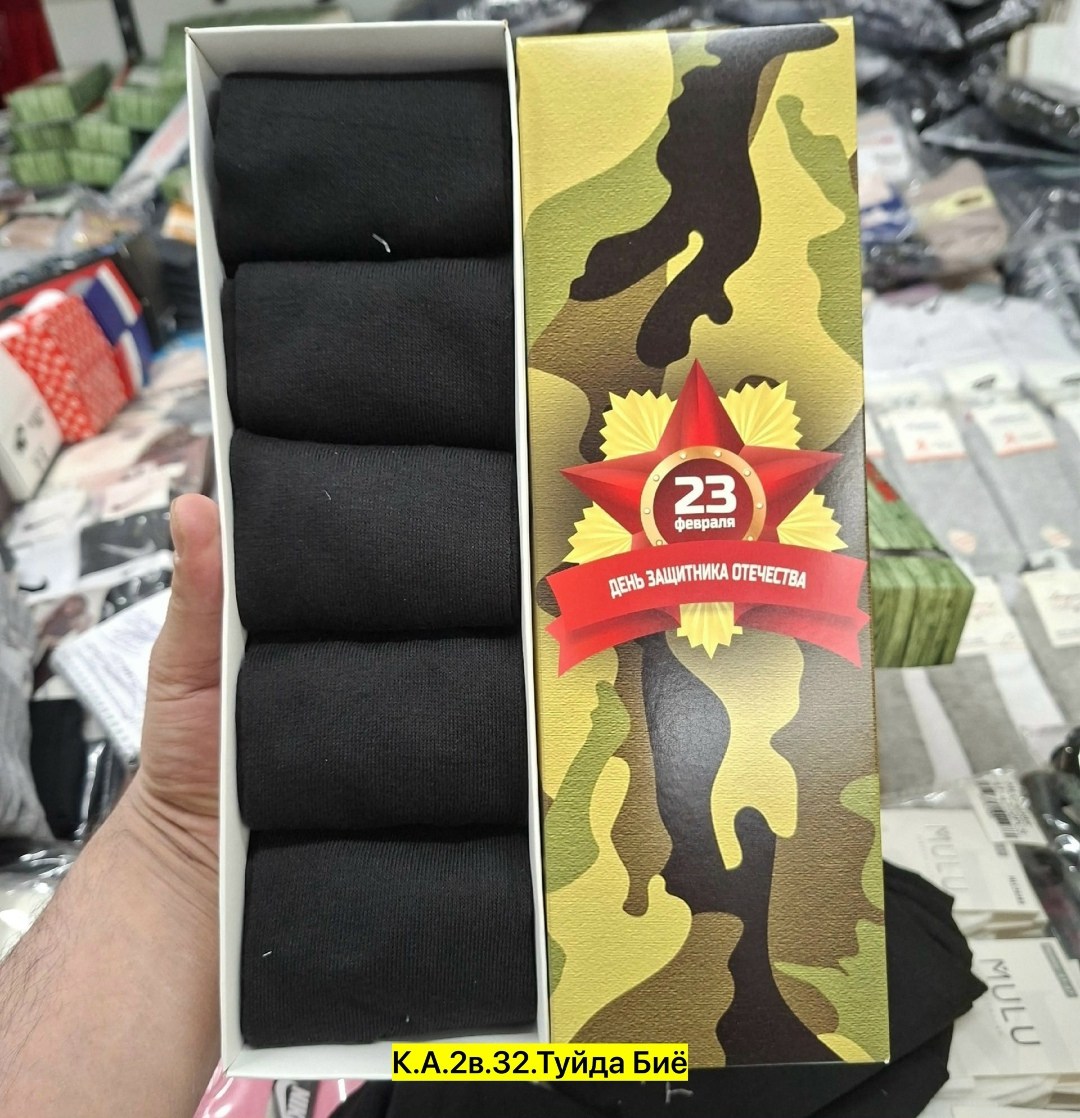 23
февраля
ДЕНЬ ЗАЩИТНИКА ОТЕЧЕСТВА
MULU
MULU
К.А.2в.32.Туйда Биё